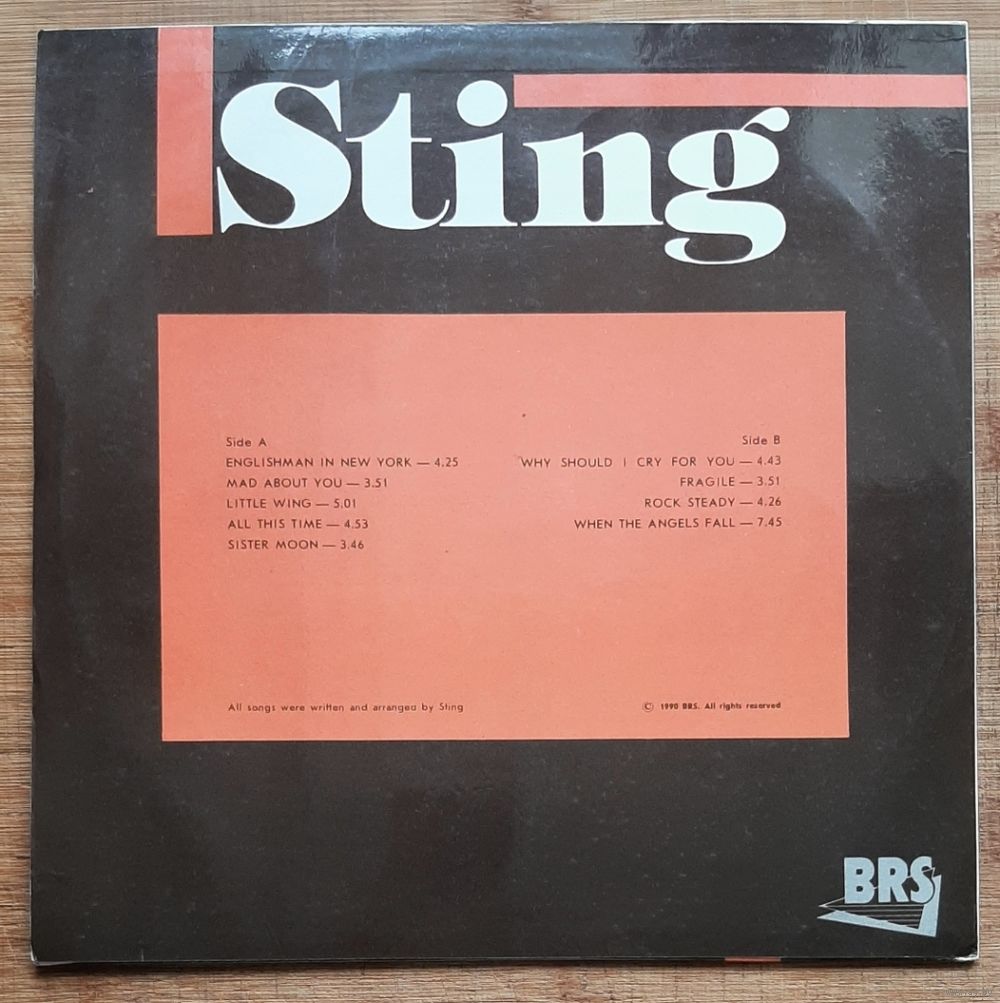 Sting
Side A
ENGLISHMAN IN NEW YORK — 4.25
MAD ABOUT YOU — 3.51
LITTLE WING — 5.01
ALL THIS TIME — 4.53
SISTER MOON — 3.46
Side B
WHY SHOULD I CRY FOR YOU — 4.43
FRAGILE — 3.51
ROCK STEADY — 4.26
WHEN THE ANGELS FALL — 7.45
All songs were written and arranged by Sting
© 1990 BRS. All rights reserved
BRS